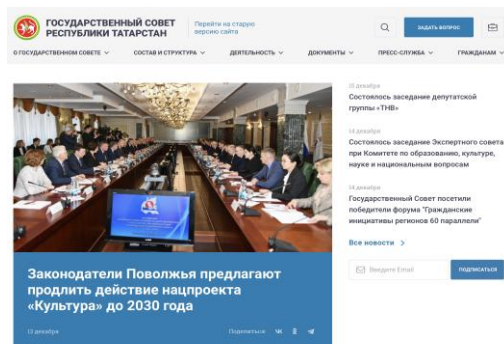 ГОСУДАРСТВЕННЫЙ СОВЕТ
РЕСПУБЛИКИ ТАТАРСТАН
Перейти на старую
версию сайта
ЗАДАТЬ ВОПРОС
О ГОСУДАРСТВЕННОМ СОВЕТЕ
СОСТАВ И СТРУКТУРА
ДЕЯТЕЛЬНОСТЬ
ДОКУМЕНТЫ
ПРЕСС-СЛУЖБА
ГРАЖДАНАМ
Законодатели Поволжья предлагают
продлить действие нацпроекта
«Культура» до 2030 года
13 декабря
Поделиться
декабря
Состоялось заседание депутатской
группы «ТНВ»
14 декабря
Состоялось заседание Экспертного совета
при Комитете по образованию, культуре,
науке и национальным вопросам
14 декабря
Государственный Совет посетили
победители форума "Гражданские
инициативы регионов 60 параллели"
Все новости
Введите Email
ПОДПИСАТЬСЯ